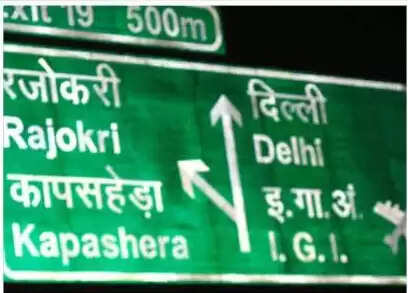 Exit 19 500m
रजोकरी
Rajokri
कापसहेड़ा
Kapashera
दिल्ली
Delhi
इ.गा.अं.
I. G. I.